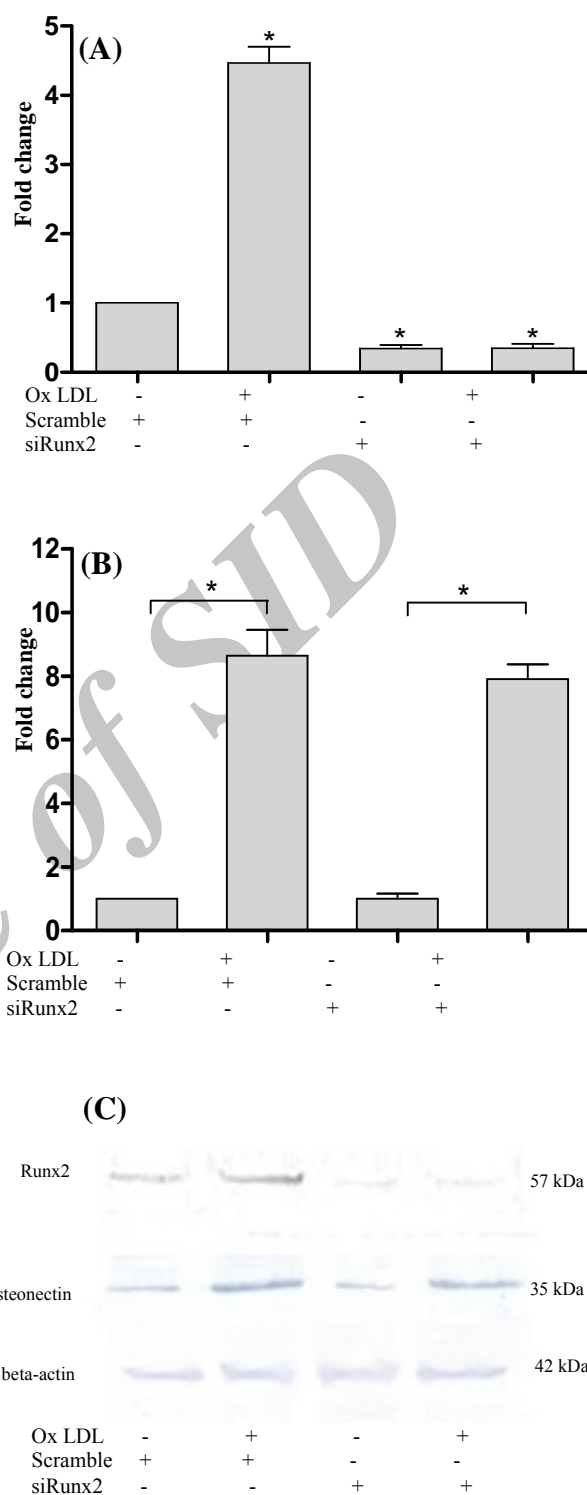 (A)
Fold change
5
4
3
2
1
0
*
*
*
Ox LDL - + - +
Scramble + + - -
siRunx2 - - + +
(B)
Fold change
12
10
8
6
4
2
0
*
*
Ox LDL - + - +
Scramble + + - -
siRunx2 - - + +
of SID
(C)
Runx2 57 kDa
steonectin 35 kDa
beta-actin 42 kDa
Ox LDL - + - +
Scramble + + - -
siRunx2 - - + +